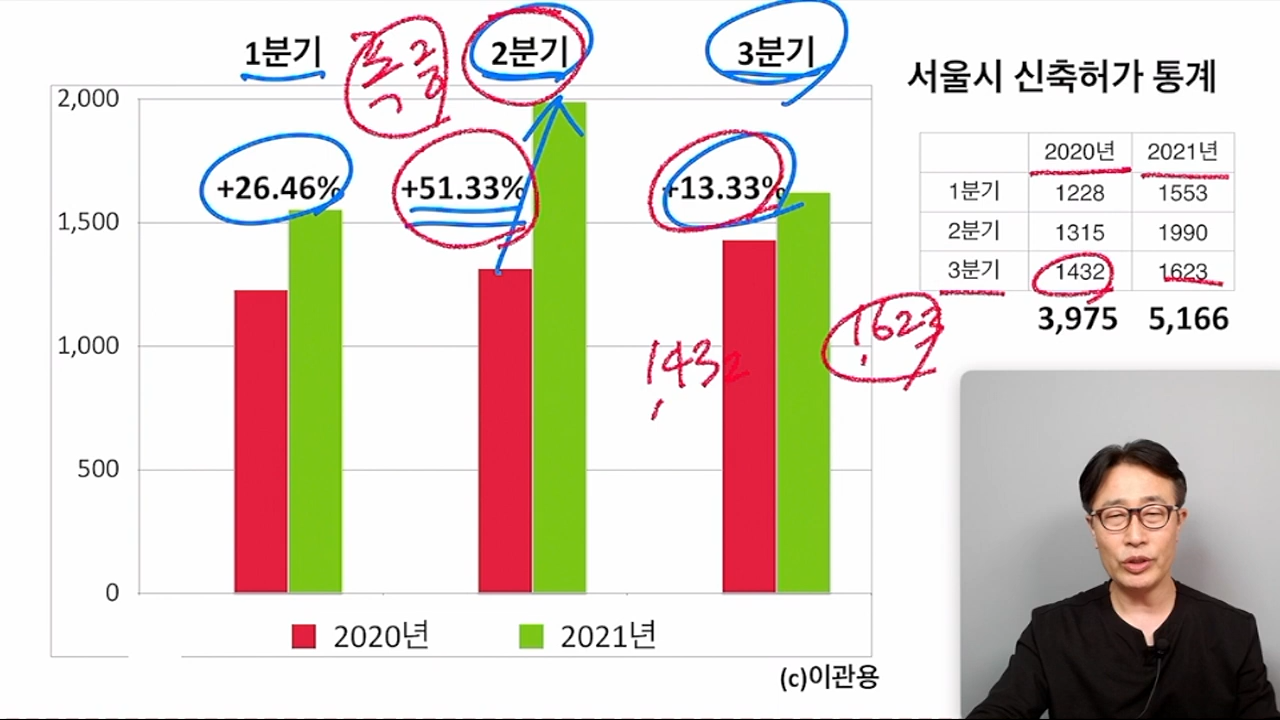 1분기 폭증 2분기 3분기
서울시 신축허가 통계
2,000
+26.46% +51.33% +13.33%
1,500
1,000
500
0
2020년 2021년
1분기 1228 1553
2분기 1315 1990
3분기 1432 1623
3,975 5,166
1432
1623
2020년 2021년
(c)이관용